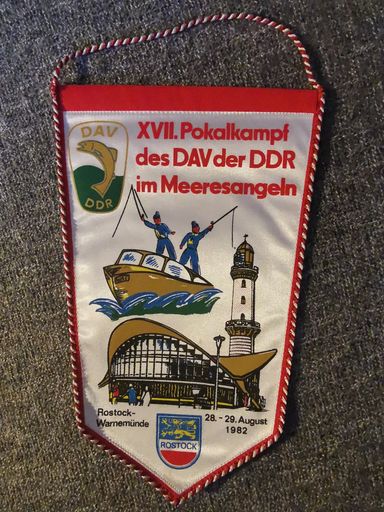 DAV
DDR
XVII. Pokalkampf
des DAV der DDR
im Meeresangeln
Rostock-
Warnemünde
28. - 29. August
1982
ROSTOCK